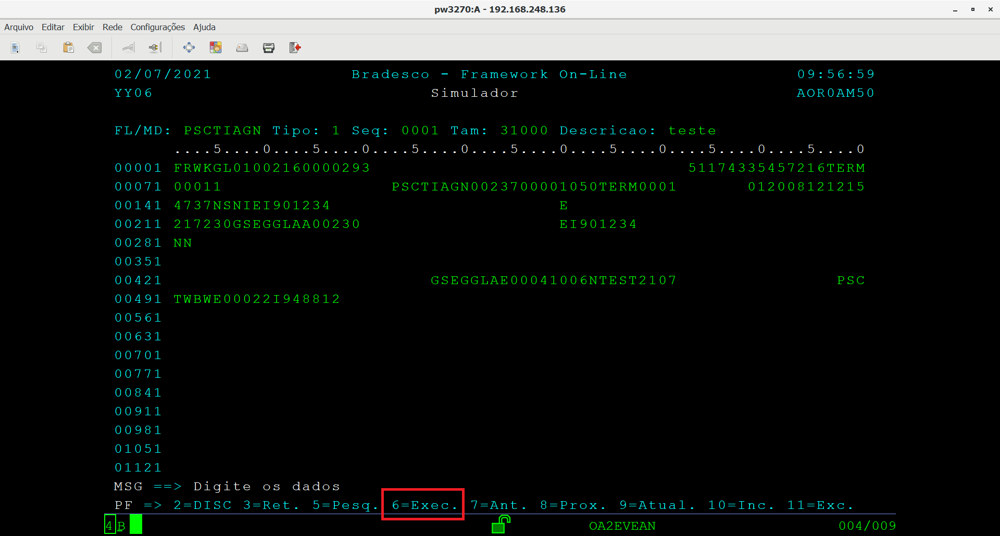 pw3270:A - 192.168.248.136
Arquivo Editar Exibir Rede Configurações Ajuda
02/07/2021 Bradesco - Framework On-Line 09:56:59
YY06 Simulador AOR0AM50
FL/MD: PSCTIAGN Tipo: 1 Seq: 0001 Tam: 31000 Descricao: teste
....5....0....5....0....5....0....5....0....5....0....5....0....5....0
00001 FRWKGL01002160000293 51174335457216TERM
00071 00011 PSCTIAGN0023700001050TERM0001 012008121215
00141 4737NSNIEI901234 E
00211 217230GSEGGLAA00230 EI901234
00281 NN
00351
00421 GSEGGLAE00041006NTEST2107 PSC
00491 TWBWE00022I948812
00561
00631
00701
00771
00841
00911
00981
01051
01121
MSG ==> Digite os dados
PF => 2=DISC 3=Ret. 5=Pesq. 6=Exec. 7=Ant. 8=Prox. 9=Atual. 10=Inc. 11=Exc.
4 B OA2EVEAN 004/009